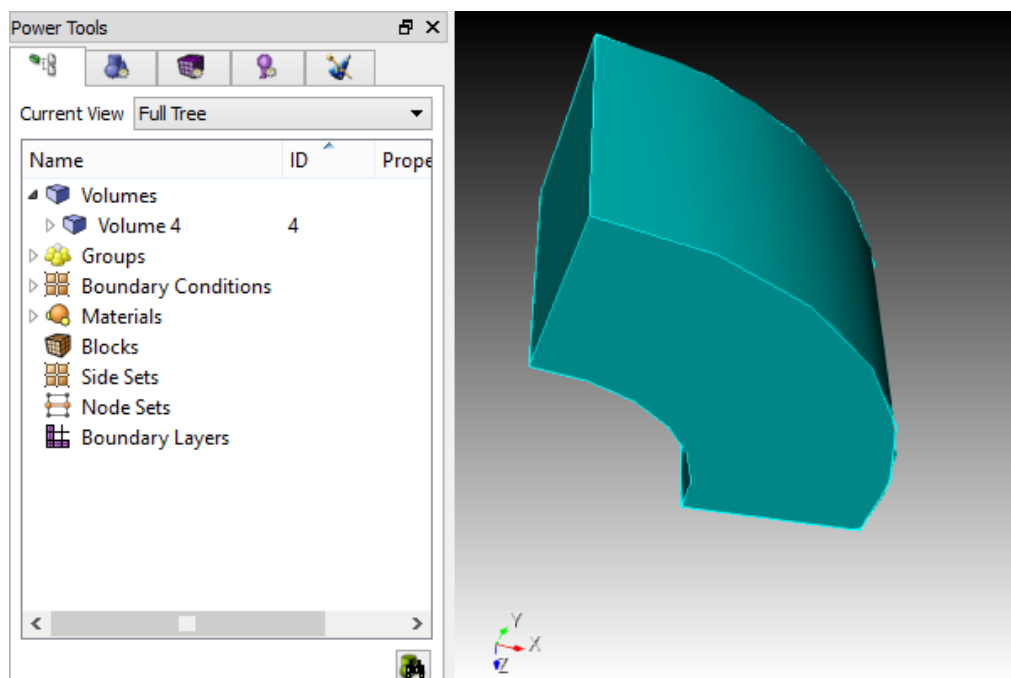 Power Tools
Current View Full Tree
Name ID Prope
Volumes
Volume 4 4
Groups
Boundary Conditions
Materials
Blocks
Side Sets
Node Sets
Boundary Layers
Y
X
Z